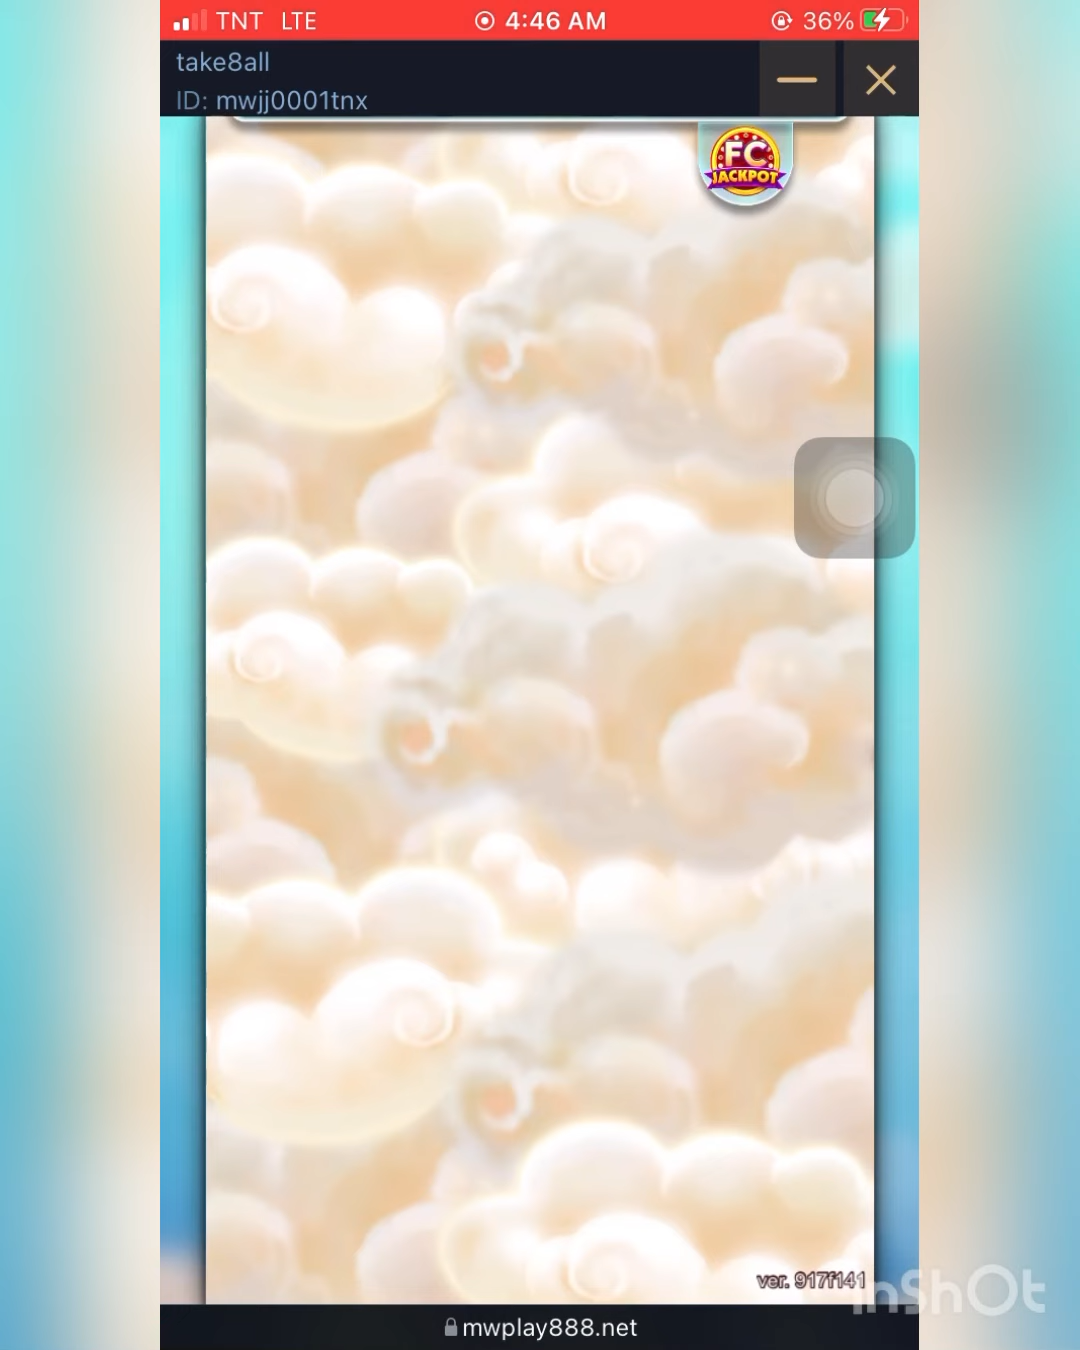 TNT LTE 4:46 AM 36%
take8all
ID: mwjj0001tnx
FC
JACKPOT
ver. 917f141
InShOt
mwplay888.net